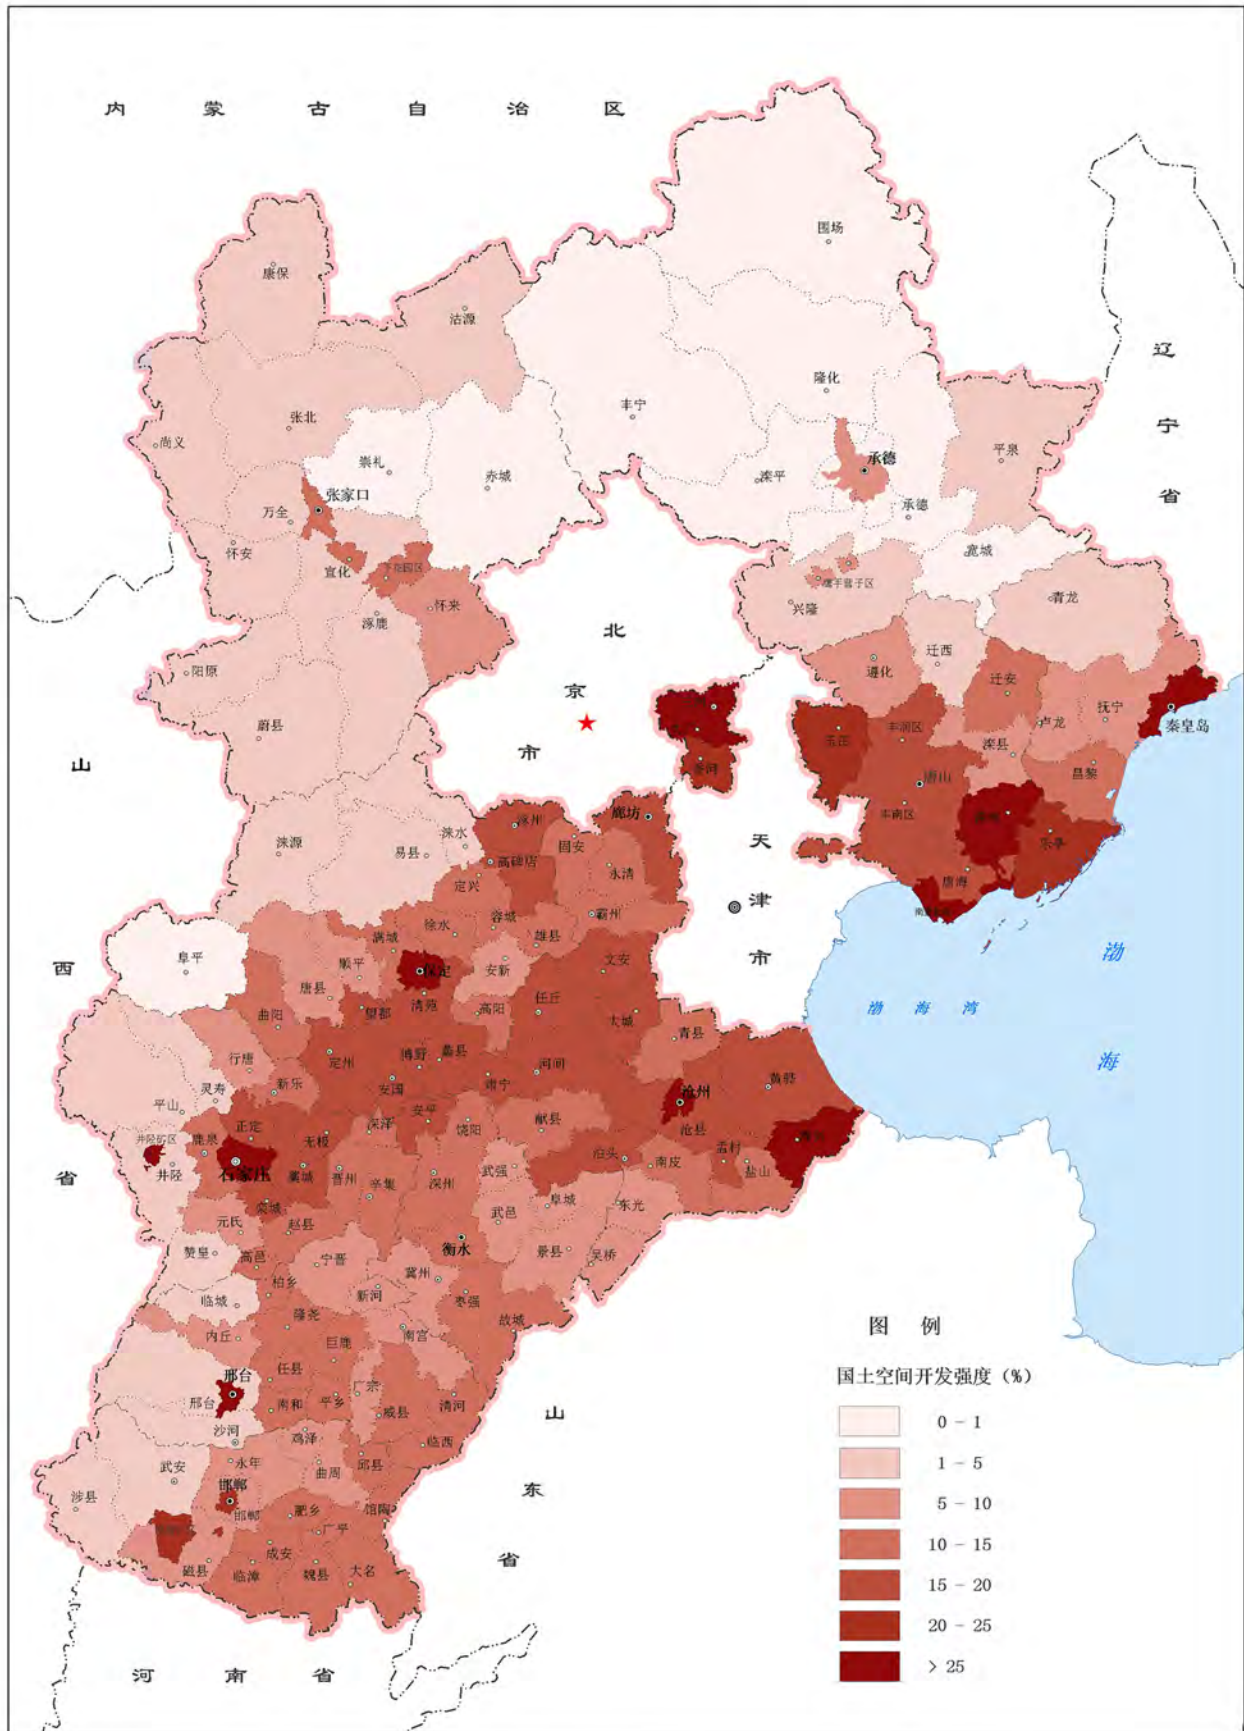 内蒙古自治区
围场
康保
沽源
辽宁省
隆化
丰宁
张北
尚义
平泉
承德
崇礼
赤城
滦平
张家口
万全
承德
怀安
宽城
宣化
下花园区
鹰手营子区
怀来
青龙
兴隆
涿鹿
北京市
迁西
阳原
遵化
迁安
抚宁
蔚县
卢龙
秦皇岛
玉田
丰润区
滦县
山西省
香河
昌黎
唐山
丰南区
涿州
廊坊
天津市
乐亭
涞水
固安
涞源
易县
高碑店
永清
唐海
定兴
霸州
容城
徐水
满城
雄县
渤海
阜平
顺平
保定
安新
文安
唐县
清苑
渤海湾
曲阳
望都
高阳
任丘
大城
青县
定州
博野
蠡县
行唐
河间
黄骅
灵寿
新乐
安国
肃宁
沧州
平山
安平
正定
无极
深泽
饶阳
献县
沧县
井陉矿区
鹿泉
泊头
孟村
南皮
盐山
井陉
石家庄
藁城
晋州
武强
深州
辛集
栾城
阜城
东光
元氏
赵县
武邑
衡水
赞皇
高邑
宁晋
景县
吴桥
冀州
柏乡
新河
枣强
临城
隆尧
故城
内丘
南宫
巨鹿
邢台
任县
邢台
南和
平乡
广宗
威县
清河
山东省
沙河
鸡泽
临西
永年
曲周
邱县
武安
涉县
邯郸
邯郸
肥乡
馆陶
广平
成安
磁县
临漳
魏县
大名
河南省
图 例
国土空间开发强度（%）
0 - 1
1 - 5
5 - 10
10 - 15
15 - 20
20 - 25
> 25